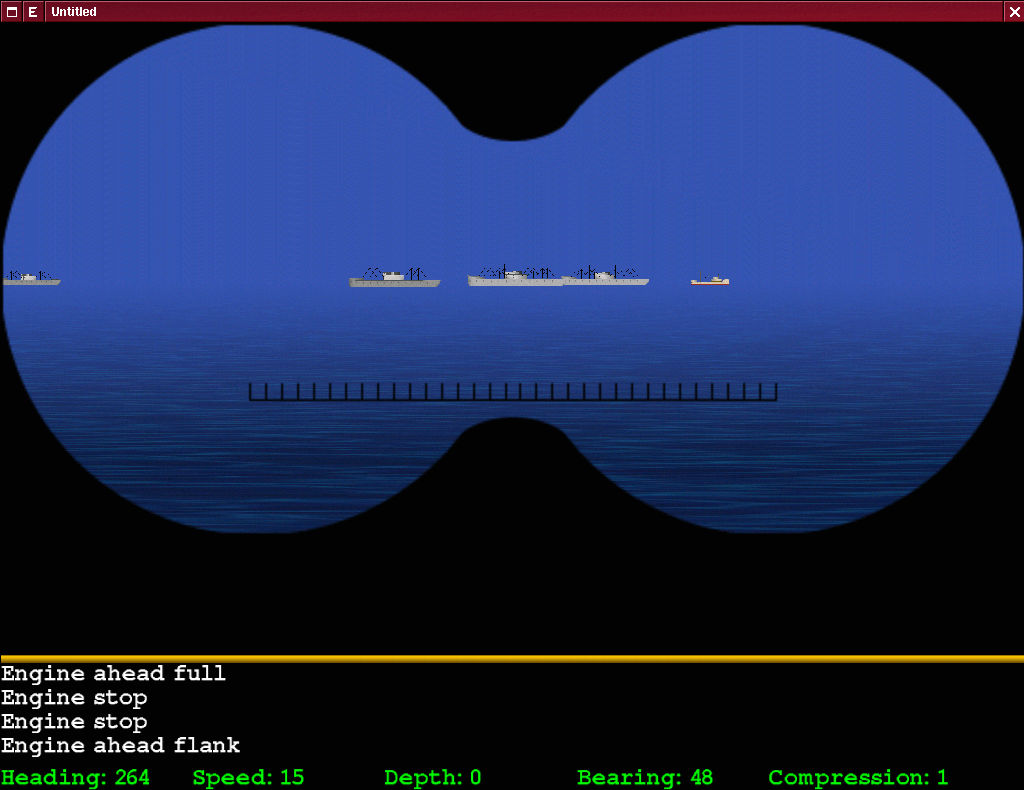 E Untitled
Engine ahead full
Engine stop
Engine stop
Engine ahead flank
Heading: 264 Speed: 15 Depth: 0 Bearing: 48 Compression: 1